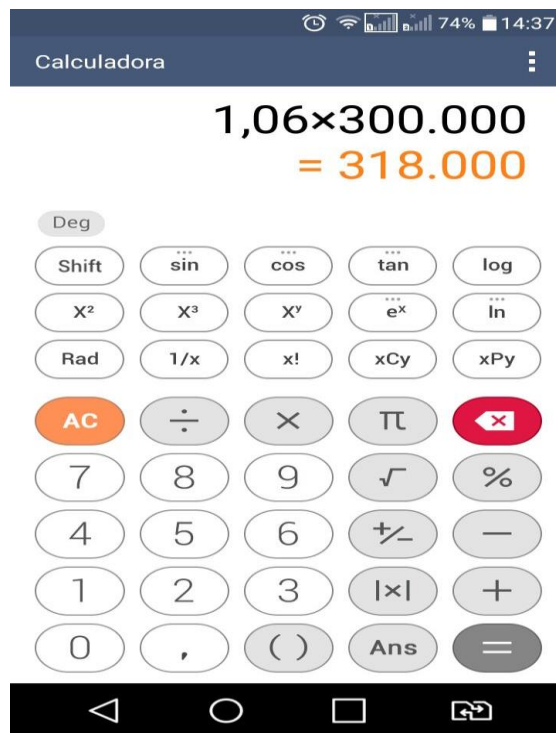 74% 14:37
Calculadora
1,06×300.000
= 318.000
Deg
Shift sin cos tan log
X² X³ Xʸ eˣ ln
Rad 1/x x! xCy xPy
AC ÷ × π ×
7 8 9 √ %
4 5 6 +/− −
1 2 3 |×| +
0 , ( ) Ans =